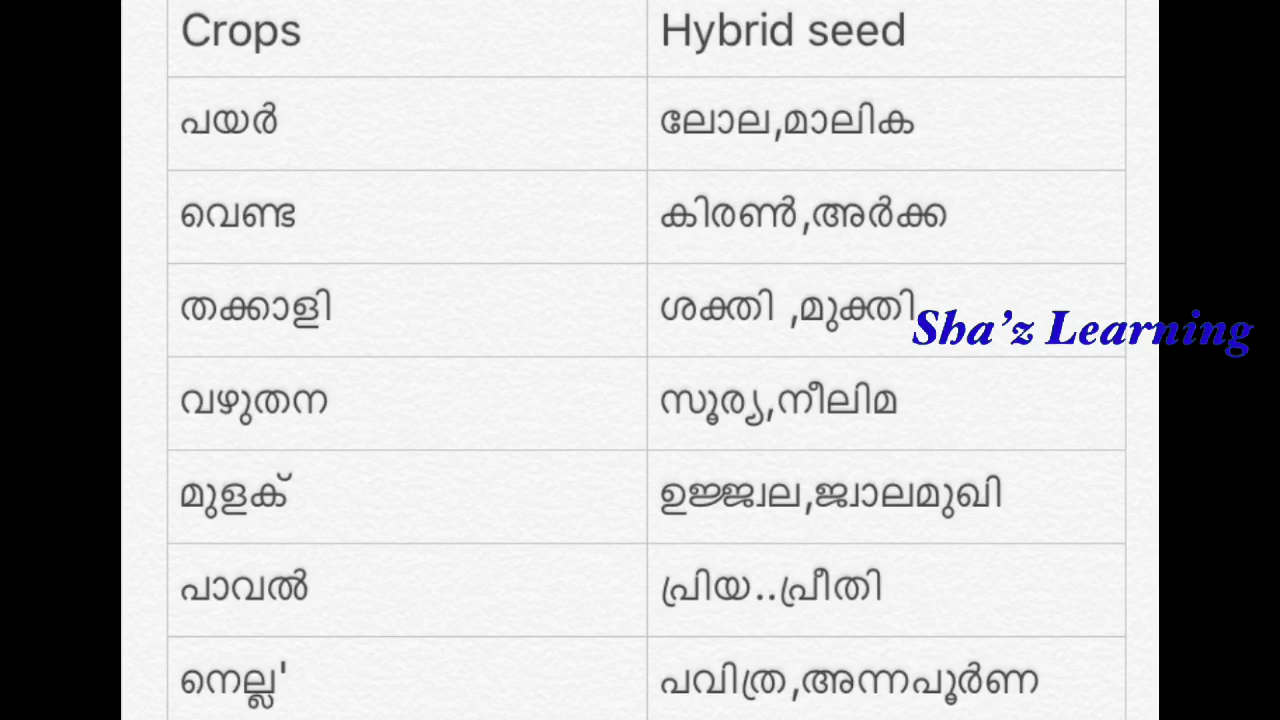 Crops Hybrid seed
പയർ ലോല,മാലിക
വെണ്ട കിരൺ,അർക്ക
തക്കാളി ശക്തി ,മുക്തി
Sha’z Learning
വഴുതന സൂര്യ,നീലിമ
മുളക് ഉജ്ജ്വല,ജ്വാലമുഖി
പാവൽ പ്രിയ..പ്രീതി
നെല്ല' പവിത്ര,അന്നപൂർണ